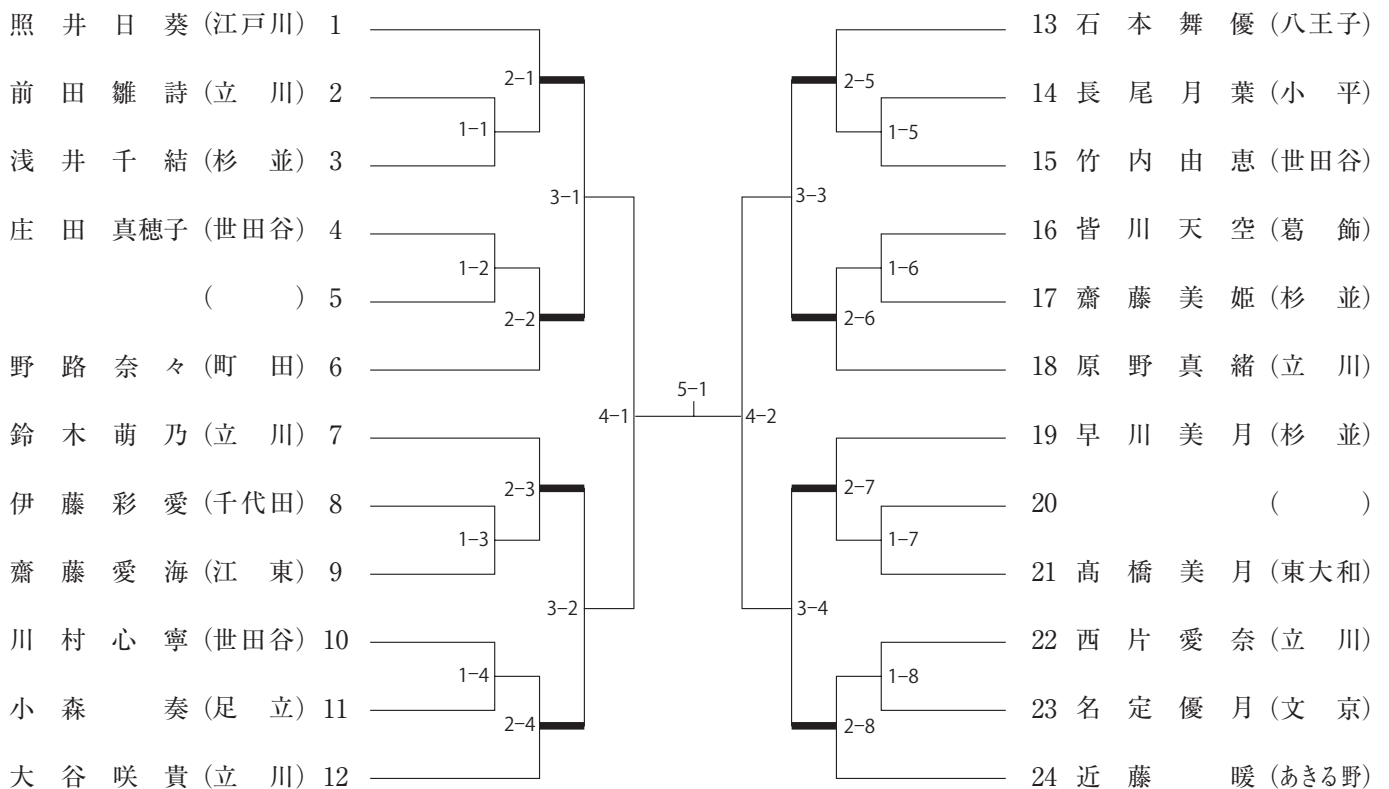 照井日葵(江戸川) 1
2-1
前田雛詩(立川) 2
1-1
浅井千結(杉並) 3
3-1
庄田真穂子(世田谷) 4
1-2
( ) 5
2-2
野路奈々(町田) 6
4-1
鈴木萌乃(立川) 7
2-3
伊藤彩愛(千代田) 8
1-3
齋藤愛海(江東) 9
3-2
川村心寧(世田谷) 10
1-4
小森奏(足立) 11
2-4
大谷咲貴(立川) 12
5-1
13 石本舞優(八王子)
2-5
14 長尾月葉(小平)
1-5
15 竹内由恵(世田谷)
3-3
16 皆川天空(葛飾)
1-6
17 齋藤美姫(杉並)
2-6
18 原野真緒(立川)
4-2
19 早川美月(杉並)
2-7
20 ( )
1-7
21 髙橋美月(東大和)
3-4
22 西片愛奈(立川)
1-8
23 名定優月(文京)
2-8
24 近藤暖(あきる野)